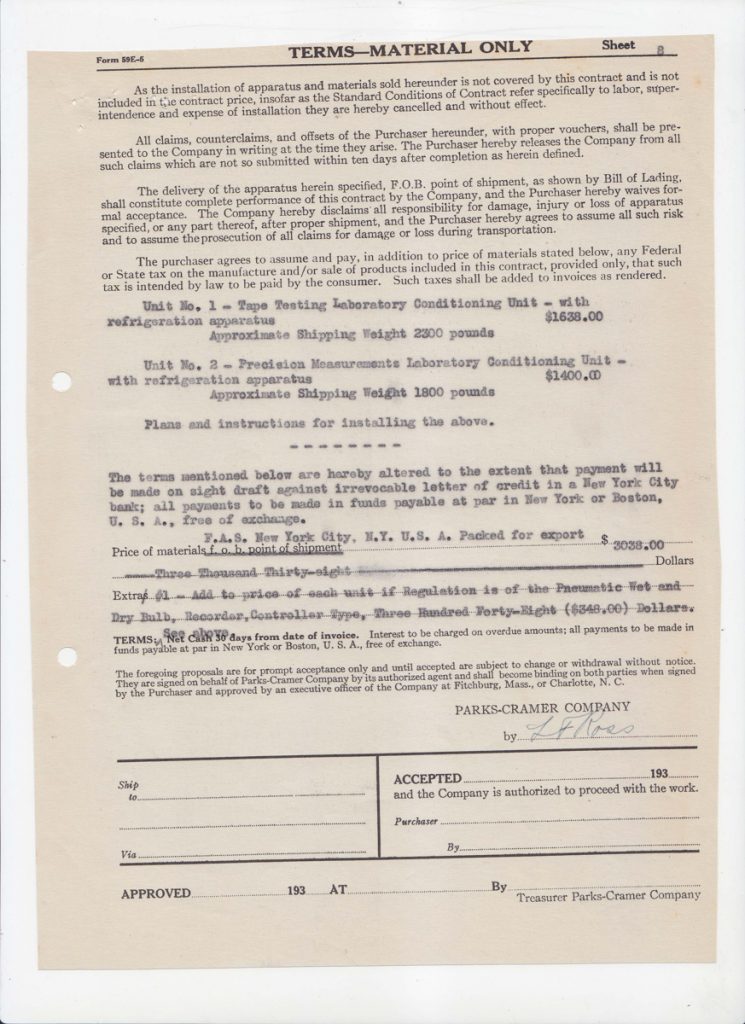 Form 59E-5
TERMS—MATERIAL ONLY
Sheet 8
As the installation of apparatus and materials sold hereunder is not covered by this contract and is not
included in the contract price, insofar as the Standard Conditions of Contract refer specifically to labor, super-
intendence and expense of installation they are hereby cancelled and without effect.
All claims, counterclaims, and offsets of the Purchaser hereunder, with proper vouchers, shall be pre-
sented to the Company in writing at the time they arise. The Purchaser hereby releases the Company from all
such claims which are not so submitted within ten days after completion as herein defined.
The delivery of the apparatus herein specified, F.O.B. point of shipment, as shown by Bill of Lading,
shall constitute complete performance of this contract by the Company, and the Purchaser hereby waives for-
mal acceptance. The Company hereby disclaims all responsibility for damage, injury or loss of apparatus
specified, or any part thereof, after proper shipment, and the Purchaser hereby agrees to assume all such risk
and to assume the prosecution of all claims for damage or loss during transportation.
The purchaser agrees to assume and pay, in addition to price of materials stated below, any Federal
or State tax on the manufacture and/or sale of products included in this contract, provided only, that such
tax is intended by law to be paid by the consumer. Such taxes shall be added to invoices as rendered.
Unit No. 1 - Tape Testing Laboratory Conditioning Unit - with
refrigeration apparatus $1638.00
Approximate Shipping Weight 2300 pounds
Unit No. 2 - Precision Measurements Laboratory Conditioning Unit -
with refrigeration apparatus $1400.00
Approximate Shipping Weight 1800 pounds
Plans and instructions for installing the above.
--------
The terms mentioned below are hereby altered to the extent that payment will
be made on sight draft against irrevocable letter of credit in a New York City
bank; all payments to be made in funds payable at par in New York or Boston,
U. S. A., free of exchange.
F.A.S. New York City, N.Y. U. S. A. Packed for export
Price of materials f. o. b. point of shipment $ 3038.00
Three Thousand Thirty-eight Dollars
Extras #1 - Add to price of each unit if Regulation is of the Pneumatic Wet and
Dry Bulb, Recorder, Controller Type, Three Hundred Forty-Eight ($348.00) Dollars.
See above
TERMS: Net Cash 30 days from date of invoice. Interest to be charged on overdue amounts; all payments to be made in
funds payable at par in New York or Boston, U. S. A., free of exchange.
The foregoing proposals are for prompt acceptance only and until accepted are subject to change or withdrawal without notice.
They are signed on behalf of Parks-Cramer Company by its authorized agent and shall become binding on both parties when signed
by the Purchaser and approved by an executive officer of the Company at Fitchburg, Mass., or Charlotte, N. C.
PARKS-CRAMER COMPANY
by L F Ross
Ship
to
Via
ACCEPTED 193
and the Company is authorized to proceed with the work.
Purchaser
By
APPROVED 193 AT By
Treasurer Parks-Cramer Company